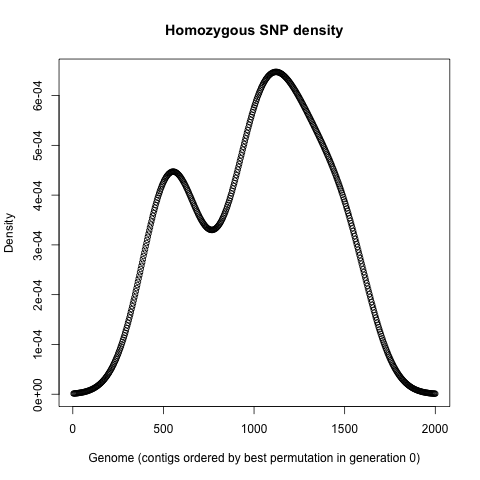 Homozygous SNP density
Density
6e-04
5e-04
4e-04
3e-04
2e-04
1e-04
0e+00
0 500 1000 1500 2000
Genome (contigs ordered by best permutation in generation 0)